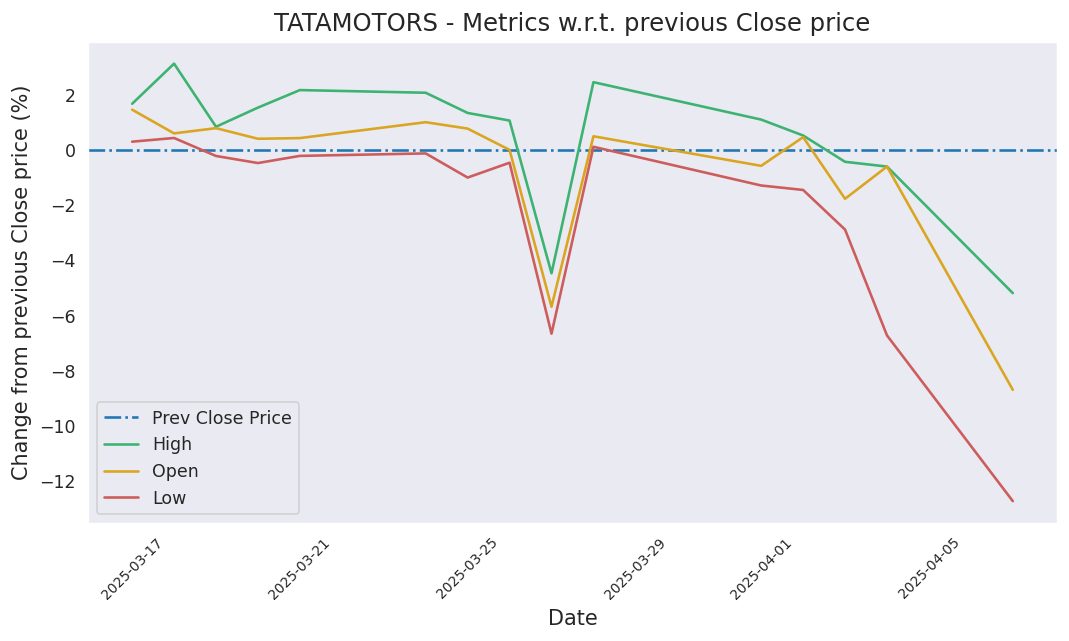 TATAMOTORS - Metrics w.r.t. previous Close price
Change from previous Close price (%)
2
0
−2
−4
−6
−8
−10
−12
Prev Close Price
High
Open
Low
2025-03-17
2025-03-21
2025-03-25
2025-03-29
2025-04-01
2025-04-05
Date